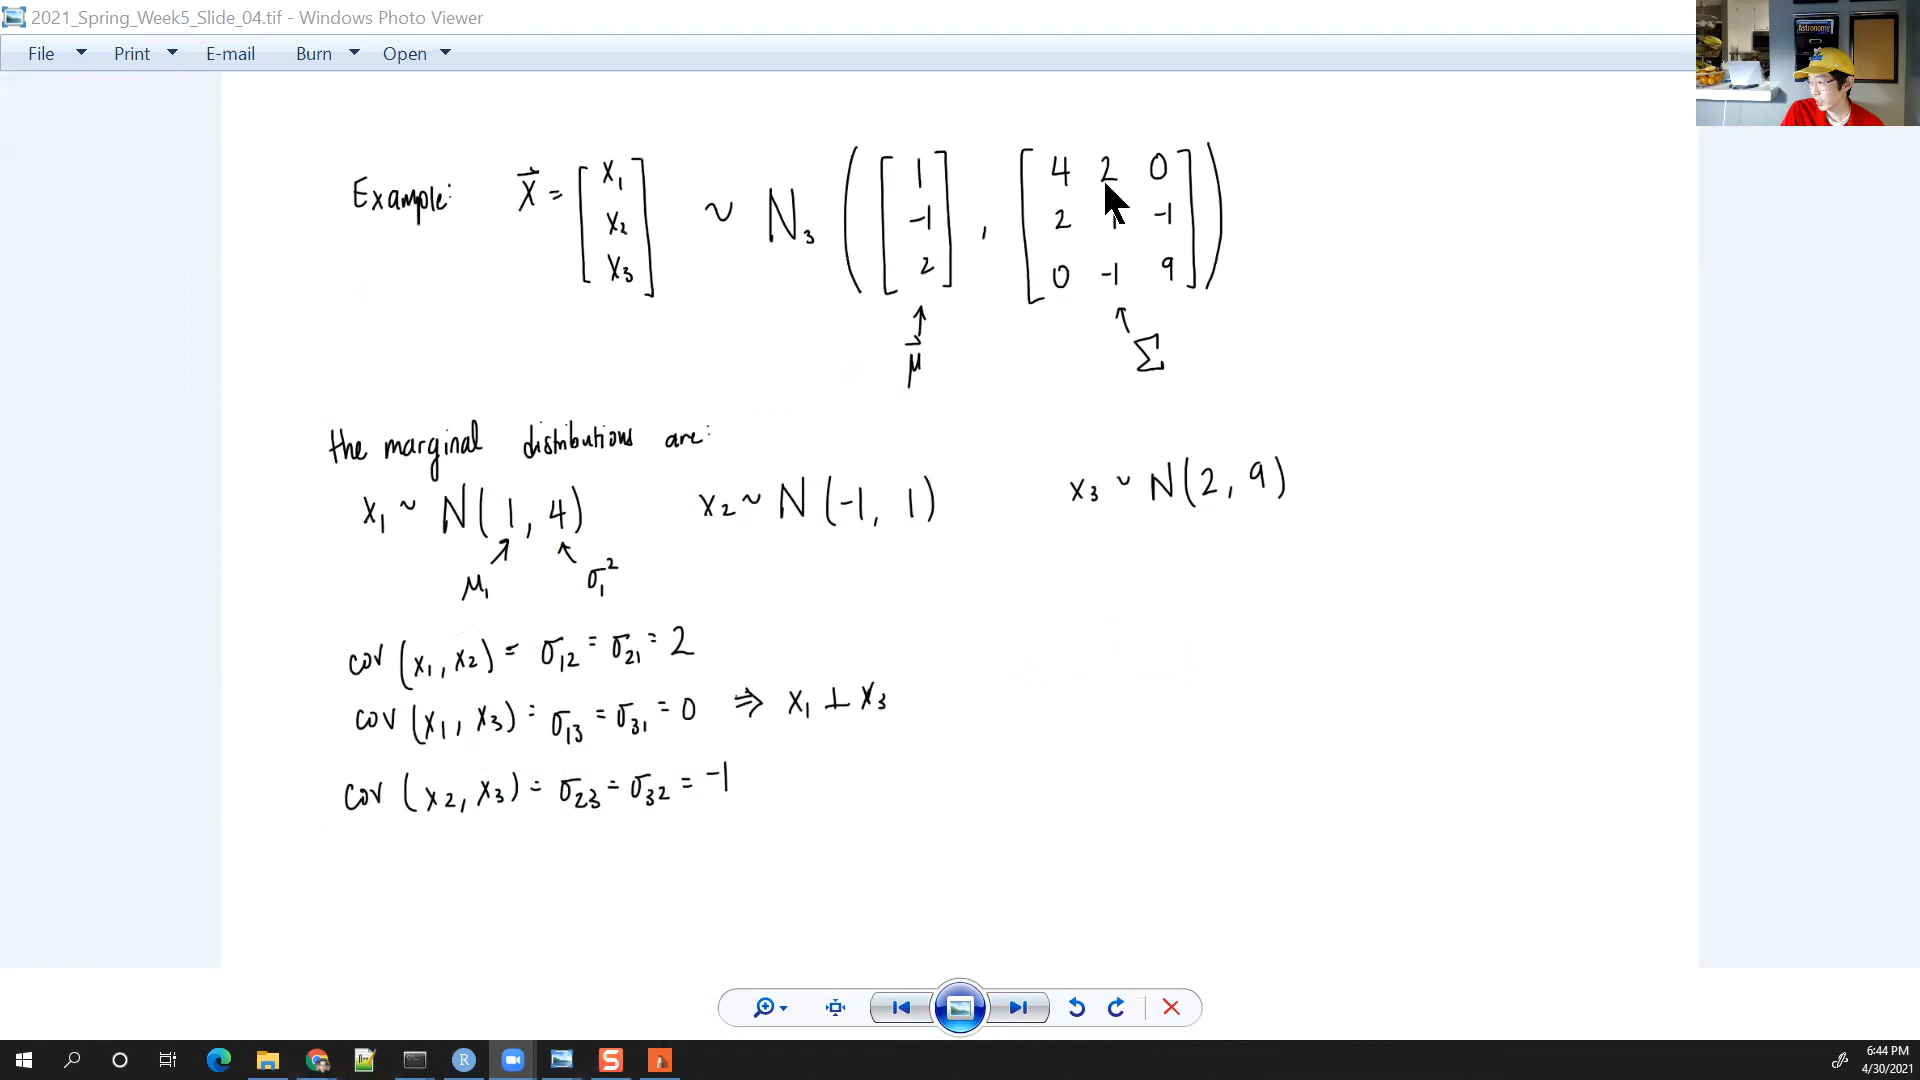 2021_Spring_Week5_Slide_04.tif - Windows Photo Viewer
File Print E-mail Burn Open
Astronomy
Example: X⃗ = [x₁ x₂ x₃] ~ N₃ ([1 -1 2], [4 2 0
2 1 -1
0 -1 9])
μ⃗ Σ
the marginal distributions are:
x₁ ~ N(1, 4) x₂ ~ N(-1, 1) x₃ ~ N(2, 9)
μ₁ σ₁²
cov (x₁, x₂) = σ₁₂ = σ₂₁ = 2
cov (x₁, x₃) = σ₁₃ = σ₃₁ = 0 ⇒ x₁ ⊥ x₃
cov (x₂, x₃) = σ₂₃ = σ₃₂ = -1
6:44 PM
4/30/2021